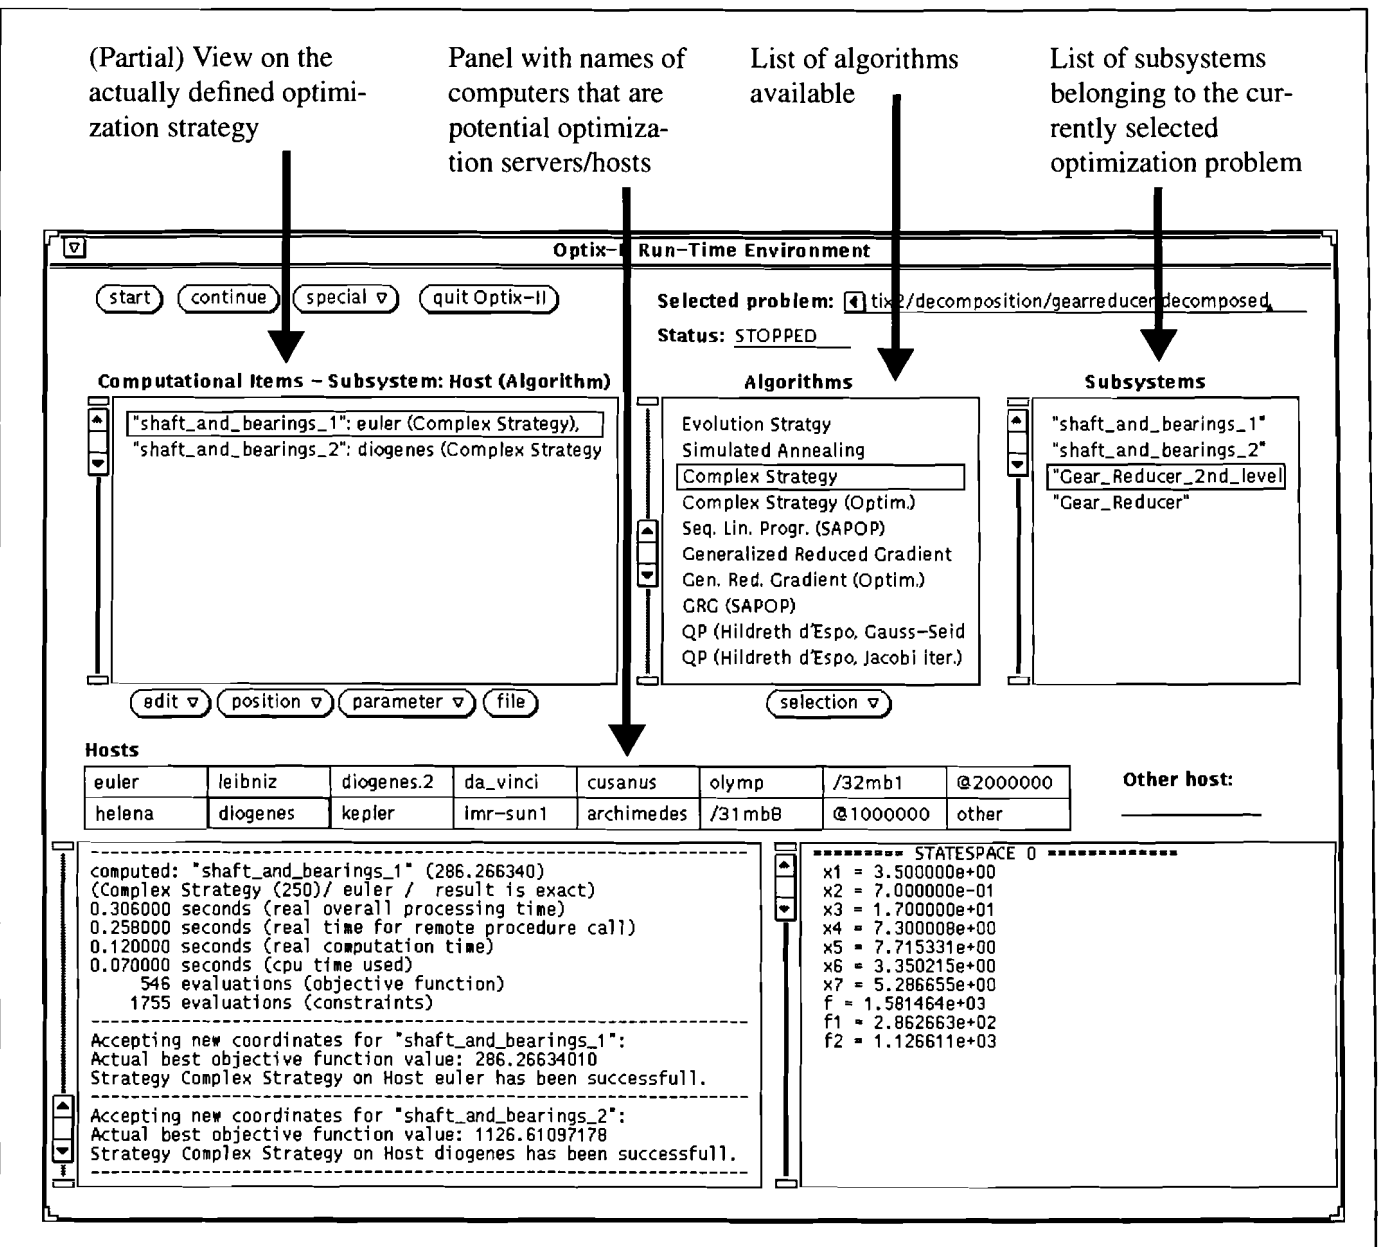 (Partial) View on the
actually defined optimi-
zation strategy
Panel with names of
computers that are
potential optimiza-
tion servers/hosts
List of algorithms
available
List of subsystems
belonging to the cur-
rently selected
optimization problem
Optix-I Run-Time Environment
start continue special quit Optix-II
Selected problem: tix2/decomposition/gearreducer decomposed
Status: STOPPED
Computational Items - Subsystem: Host (Algorithm)
"shaft_and_bearings_1": euler (Complex Strategy),
"shaft_and_bearings_2": diogenes (Complex Strategy
edit position parameter file
Algorithms
Evolution Stratgy
Simulated Annealing
Complex Strategy
Complex Strategy (Optim.)
Seq. Lin. Progr. (SAPOP)
Generalized Reduced Gradient
Gen. Red. Gradient (Optim.)
GRG (SAPOP)
QP (Hildreth d'Espo, Gauss-Seid
QP (Hildreth d'Espo, Jacobi iter.)
selection
Subsystems
"shaft_and_bearings_1"
"shaft_and_bearings_2"
"Gear_Reducer_2nd_level
"Gear_Reducer"
Hosts
euler leibniz diogenes.2 da_vinci cusanus olymp /32mb1 @2000000
helena diogenes kepler imr-sun1 archimedes /31mb8 @1000000 other
Other host:
---------------------------------------------------------
computed: "shaft_and_bearings_1" (286.266340)
(Complex Strategy (250)/ euler / result is exact)
0.306000 seconds (real overall processing time)
0.258000 seconds (real time for remote procedure call)
0.120000 seconds (real computation time)
0.070000 seconds (cpu time used)
546 evaluations (objective function)
1755 evaluations (constraints)
---------------------------------------------------------
Accepting new coordinates for "shaft_and_bearings_1":
Actual best objective function value: 286.26634010
Strategy Complex Strategy on Host euler has been successfull.
---------------------------------------------------------
Accepting new coordinates for "shaft_and_bearings_2":
Actual best objective function value: 1126.61097178
Strategy Complex Strategy on Host diogenes has been successfull.
---------------------------------------------------------
========= STATESPACE 0 =============
x1 = 3.500000e+00
x2 = 7.000000e-01
x3 = 1.700000e+01
x4 = 7.300008e+00
x5 = 7.715331e+00
x6 = 3.350215e+00
x7 = 5.286655e+00
f = 1.581464e+03
f1 = 2.862663e+02
f2 = 1.126611e+03